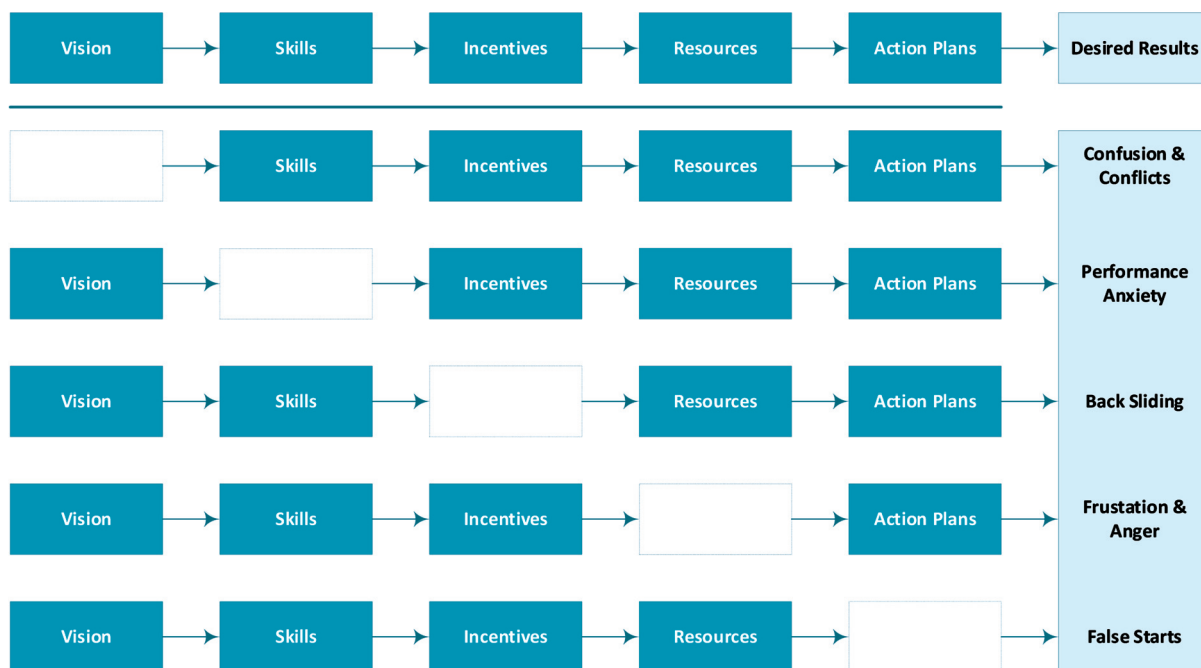 Vision Skills Incentives Resources Action Plans Desired Results
Skills Incentives Resources Action Plans Confusion &
Conflicts
Vision Incentives Resources Action Plans Performance
Anxiety
Vision Skills Resources Action Plans Back Sliding
Vision Skills Incentives Action Plans Frustation &
Anger
Vision Skills Incentives Resources False Starts